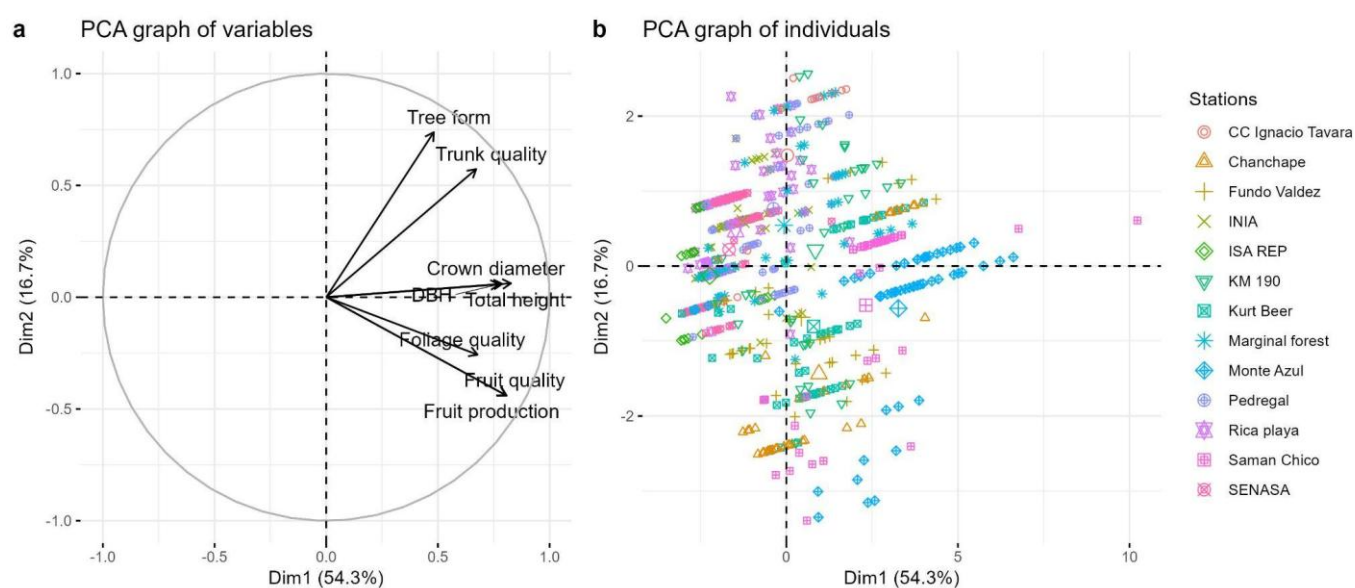 a
PCA graph of variables
1.0
0.5
0.0
-0.5
-1.0
Dim2 (16.7%)
Tree form
Trunk quality
Crown diameter
DBH
Total height
Foliage quality
Fruit quality
Fruit production
-1.0
-0.5
0.0
0.5
1.0
Dim1 (54.3%)
b
PCA graph of individuals
2
0
-2
Dim2 (16.7%)
0
5
10
Dim1 (54.3%)
Stations
CC Ignacio Tavara
Chanchape
Fundo Valdez
INIA
ISA REP
KM 190
Kurt Beer
Marginal forest
Monte Azul
Pedregal
Rica playa
Saman Chico
SENASA